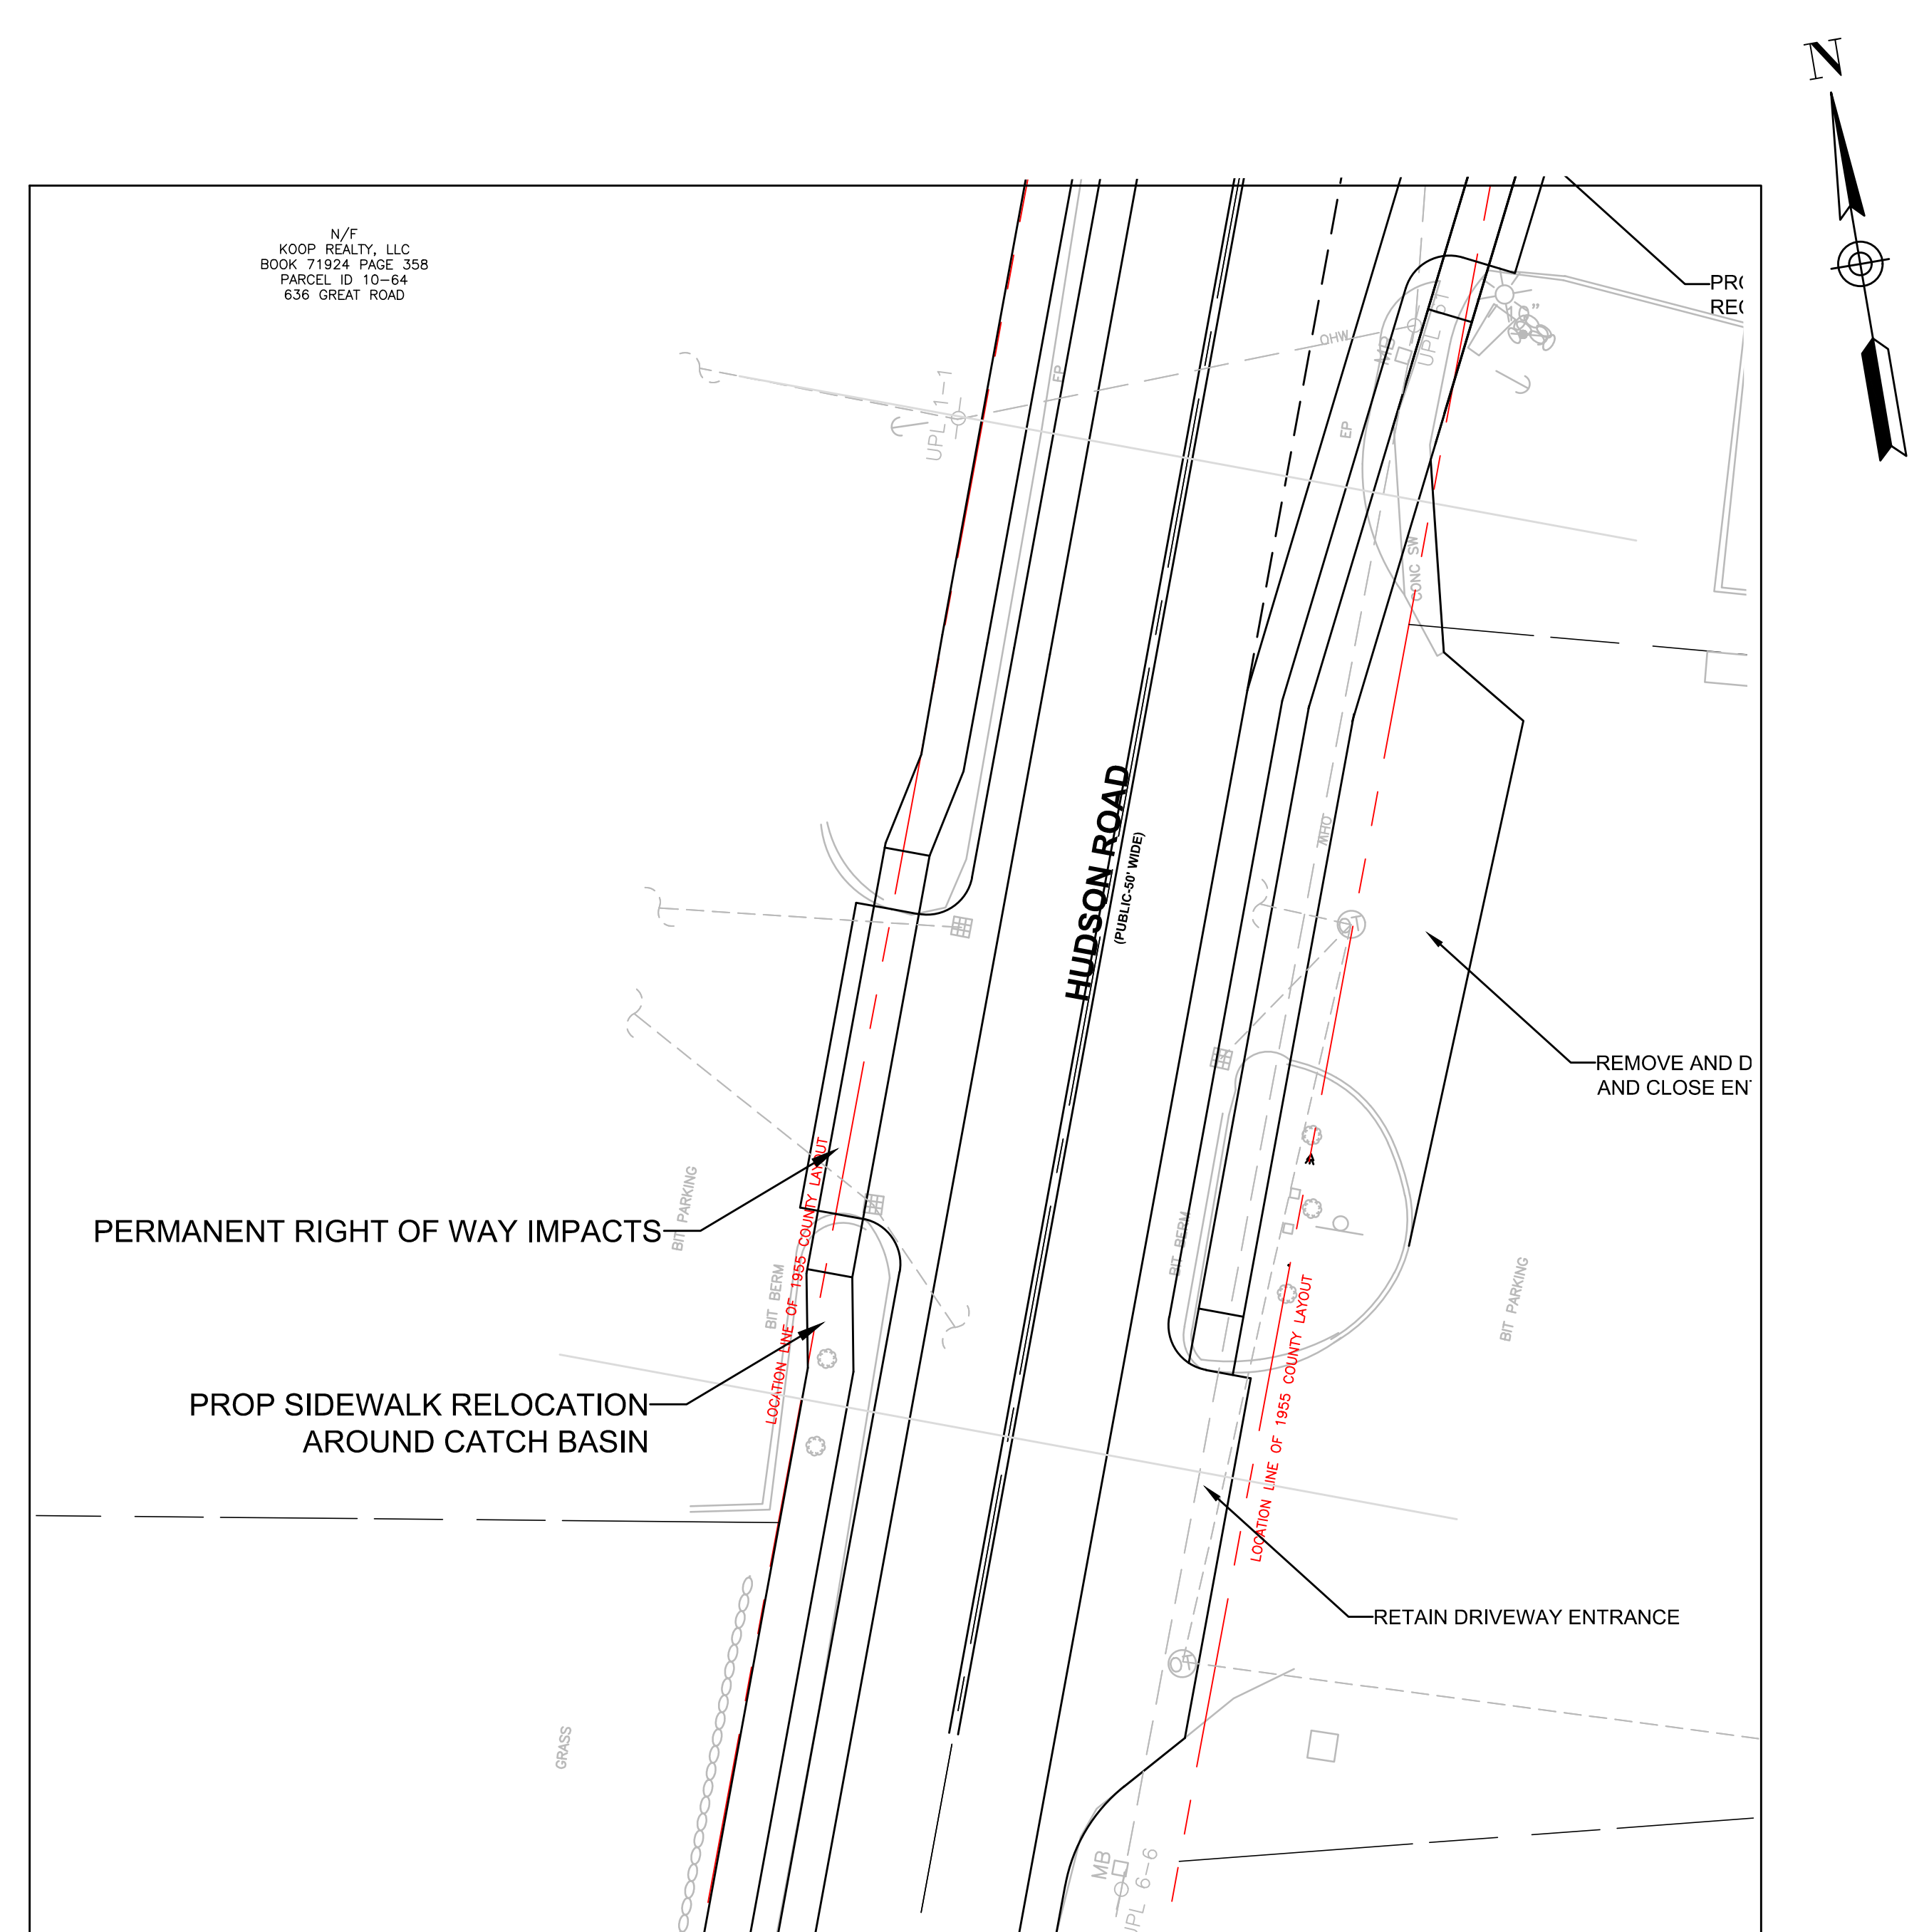 N
N/F
KOOP REALTY, LLC
BOOK 71924 PAGE 358
PARCEL ID 10-64
636 GREAT ROAD
UPL 1-1
EP
OHW
MB
UPL
10"
EP
CONC SW
HUDSON ROAD
(PUBLIC-50' WIDE)
OHW
REMOVE AND D
AND CLOSE EN
PERMANENT RIGHT OF WAY IMPACTS
BIT PARKING
BIT BERM
LOCATION LINE OF 1955 COUNTY LAYOUT
PROP SIDEWALK RELOCATION
AROUND CATCH BASIN
BIT BERM
BIT PARKING
LOCATION LINE OF 1955 COUNTY LAYOUT
RETAIN DRIVEWAY ENTRANCE
GRASS
MB
UPL 6-6